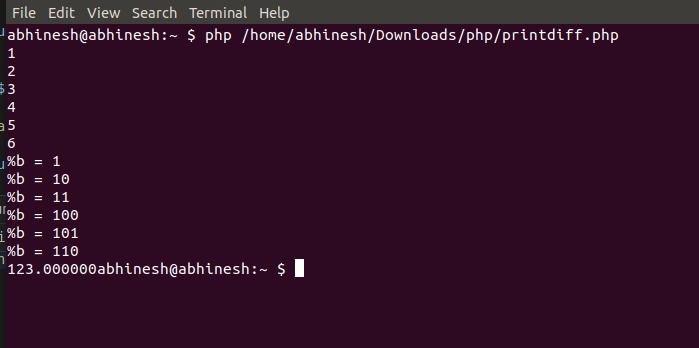 File Edit View Search Terminal Help
abhinesh@abhinesh:~ $ php /home/abhinesh/Downloads/php/printdiff.php
1
2
3
4
5
6
%b = 1
%b = 10
%b = 11
%b = 100
%b = 101
%b = 110
123.000000abhinesh@abhinesh:~ $